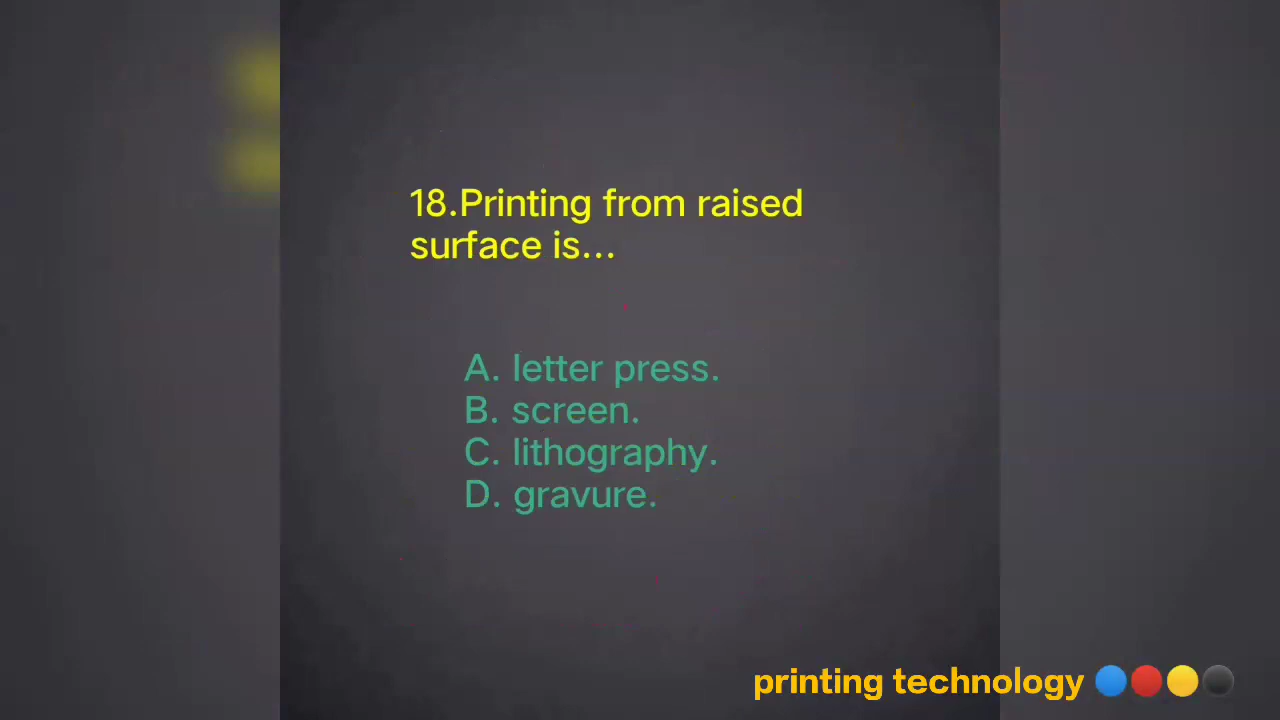 18.Printing from raised
surface is...
A. letter press.
B. screen.
C. lithography.
D. gravure.
printing technology 🔵🔴🟡⚫